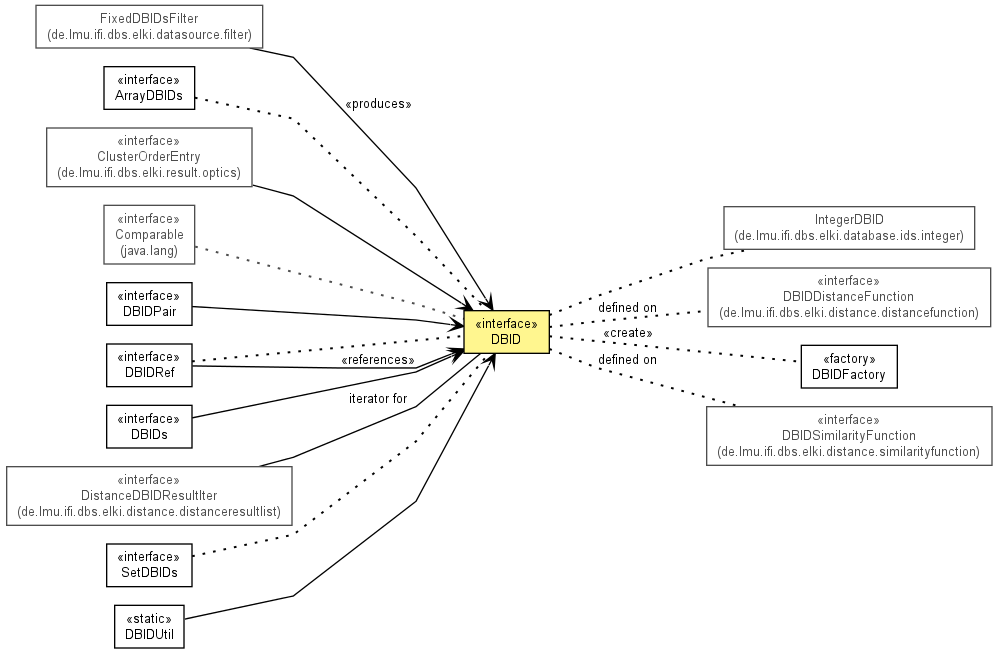 FixedDBIDsFilter
(de.lmu.ifi.dbs.elki.datasource.filter)
«interface»
ArrayDBIDs
«interface»
ClusterOrderEntry
(de.lmu.ifi.dbs.elki.result.optics)
«interface»
Comparable
(java.lang)
«interface»
DBIDPair
«interface»
DBIDRef
«interface»
DBIDs
«interface»
DistanceDBIDResultIter
(de.lmu.ifi.dbs.elki.distance.distanceresultlist)
«interface»
SetDBIDs
«static»
DBIDUtil
«produces»
«references»
iterator for
«interface»
DBID
defined on
«create»
defined on
IntegerDBID
(de.lmu.ifi.dbs.elki.database.ids.integer)
«interface»
DBIDDistanceFunction
(de.lmu.ifi.dbs.elki.distance.distancefunction)
«factory»
DBIDFactory
«interface»
DBIDSimilarityFunction
(de.lmu.ifi.dbs.elki.distance.similarityfunction)